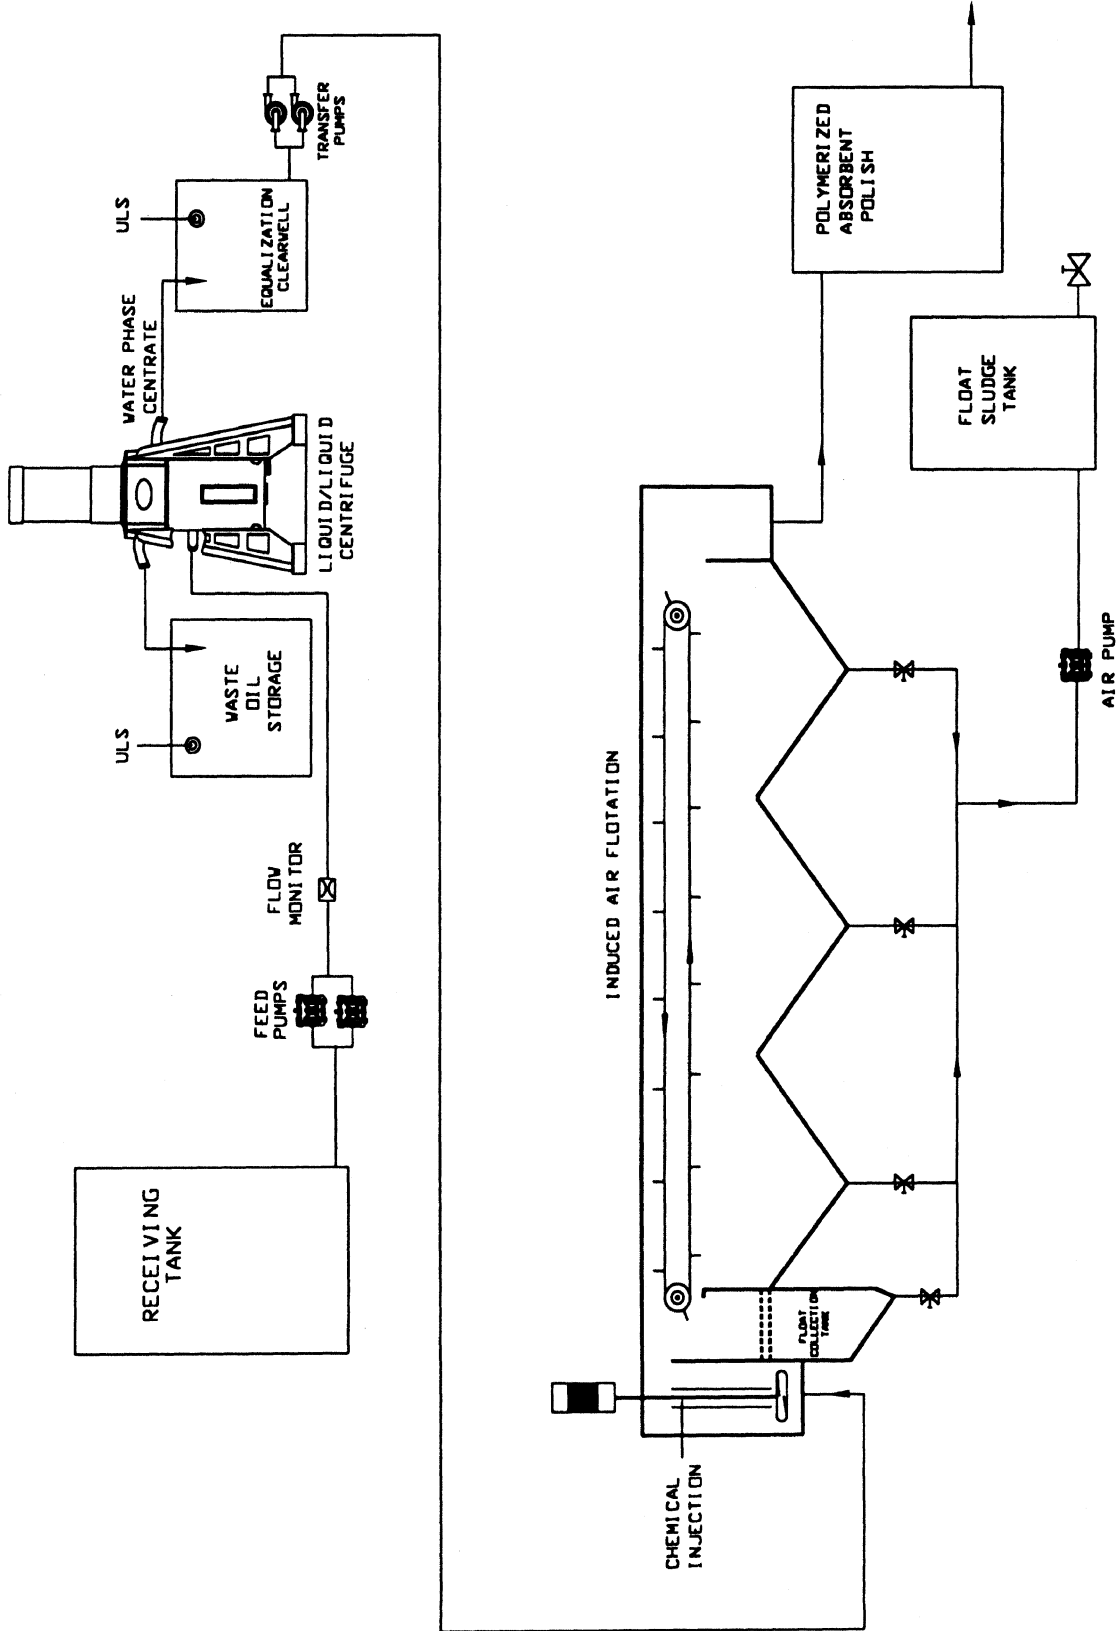 RECEIVING
TANK
FEED
PUMPS
FLOW
MONITOR
ULS
WASTE
OIL
STORAGE
LIQUID/LIQUID
CENTRIFUGE
WATER PHASE
CENTRATE
ULS
EQUALIZATION
CLEARWELL
TRANSFER
PUMPS
CHEMICAL
INJECTION
INDUCED AIR FLOTATION
FLOAT
COLLECTION
TANK
AIR PUMP
FLOAT
SLUDGE
TANK
POLYMERIZED
ABSORBENT
POLISH